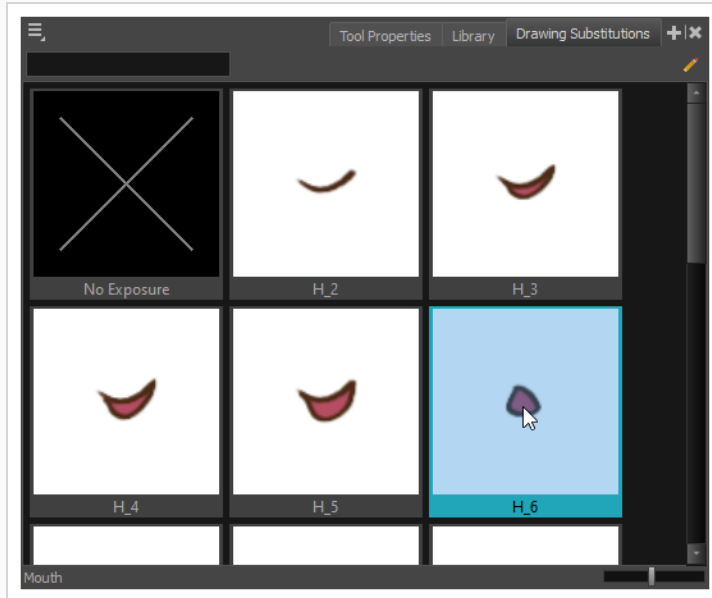 Tool Properties
Library
Drawing Substitutions
No Exposure
H_2
H_3
H_4
H_5
H_6
Mouth